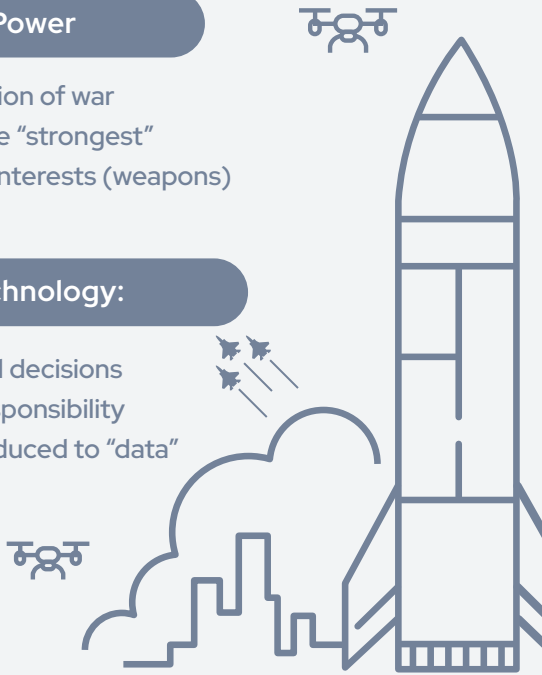 Power
ion of war
e “strongest”
nterests (weapons)
chnology:
l decisions
ponsibility
duced to “data”